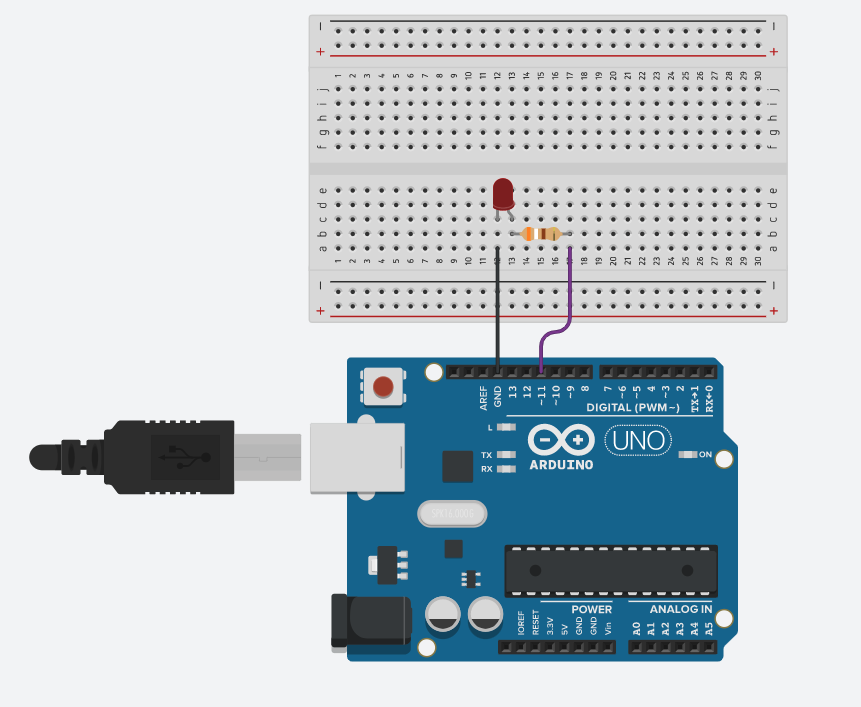 − −
+ +
1 2 3 4 5 6 7 8 9 10 11 12 13 14 15 16 17 18 19 20 21 22 23 24 25 26 27 28 29 30
j j
i i
h h
g g
f f
e e
d d
c c
b b
a a
1 2 3 4 5 6 7 8 9 10 11 12 13 14 15 16 18 19 20 21 22 23 24 25 26 27 28 29 30
− −
+ +
AREF GND 13 12 ~11 ~10 ~9 8 7 ~6 ~5 4 ~3 2 TX→1 RX←0
DIGITAL (PWM~)
L
TX
RX
UNO
ARDUINO
ON
POWER
ANALOG IN
IOREF RESET 3.3V 5V GND GND Vin A0 A1 A2 A3 A4 A5